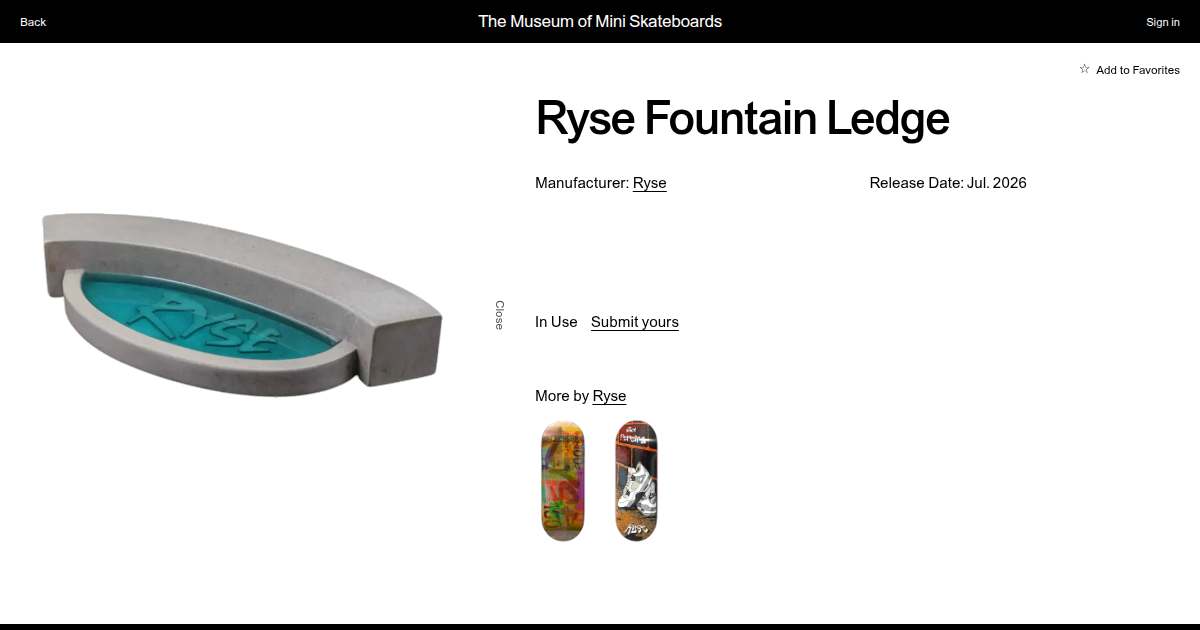 Back
The Museum of Mini Skateboards
Sign in
☆ Add to Favorites
Ryse Fountain Ledge
Manufacturer: Ryse
Release Date: Jul. 2026
Ryse
Close
In Use Submit yours
More by Ryse